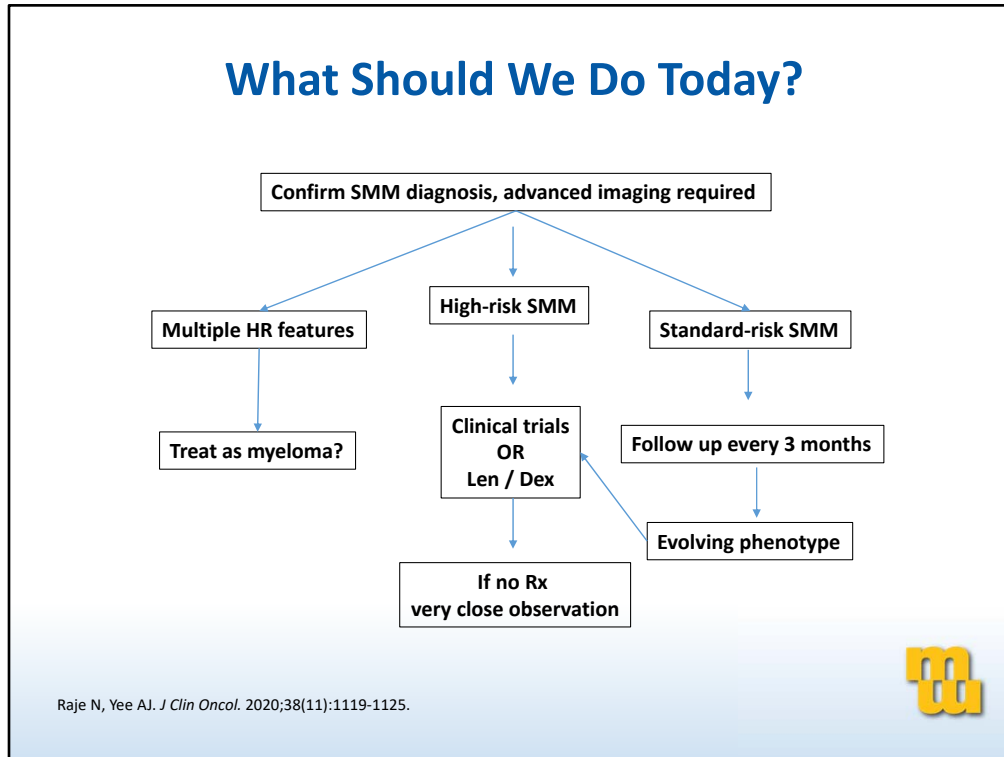 What Should We Do Today?
Confirm SMM diagnosis, advanced imaging required
Multiple HR features
High-risk SMM
Standard-risk SMM
Treat as myeloma?
Clinical trials
OR
Len / Dex
Follow up every 3 months
Evolving phenotype
If no Rx
very close observation
Raje N, Yee AJ. J Clin Oncol. 2020;38(11):1119-1125.